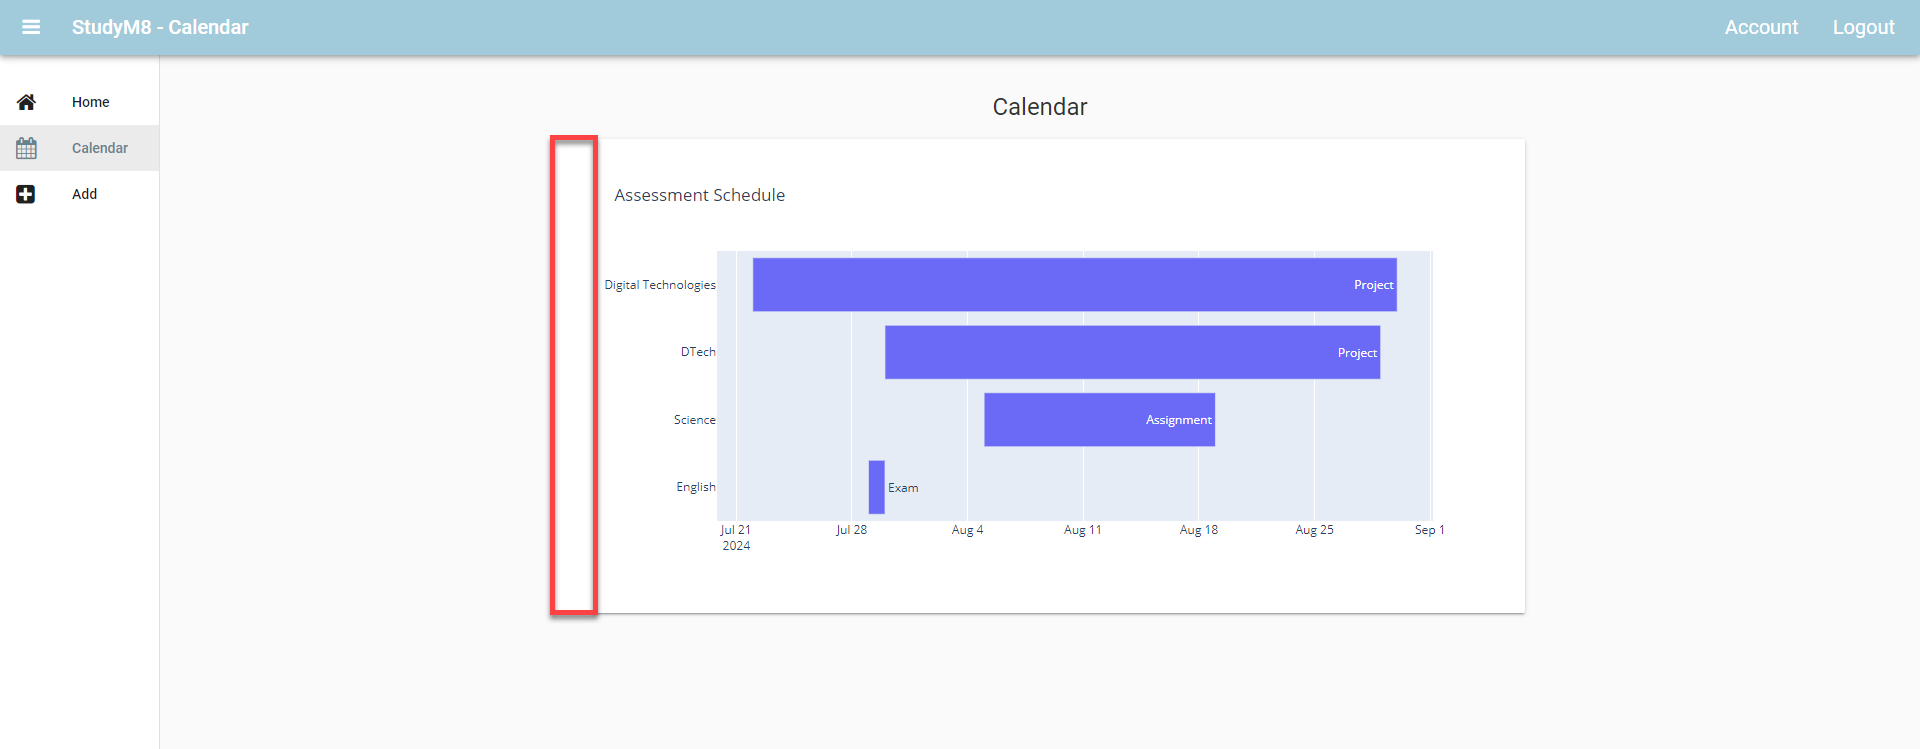 StudyM8 - Calendar
Account
Logout
Home
Calendar
Add
Calendar
Assessment Schedule
Digital Technologies
Project
DTech
Project
Science
Assignment
English
Exam
Jul 21
2024
Jul 28
Aug 4
Aug 11
Aug 18
Aug 25
Sep 1